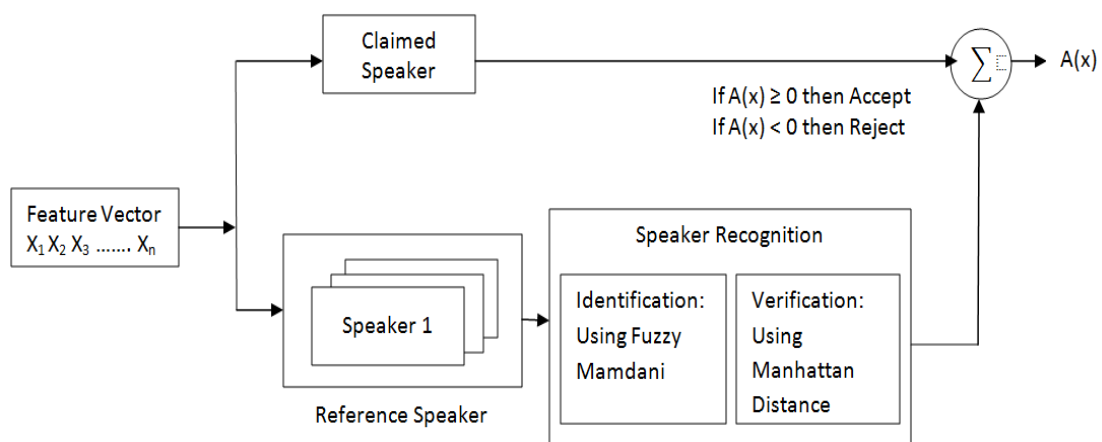 Claimed
Speaker
∑
A(x)
If A(x) ≥ 0 then Accept
If A(x) < 0 then Reject
Feature Vector
X₁ X₂ X₃ ....... Xₙ
Speaker Recognition
Speaker 1
Identification:
Using Fuzzy
Mamdani
Verification:
Using
Manhattan
Distance
Reference Speaker